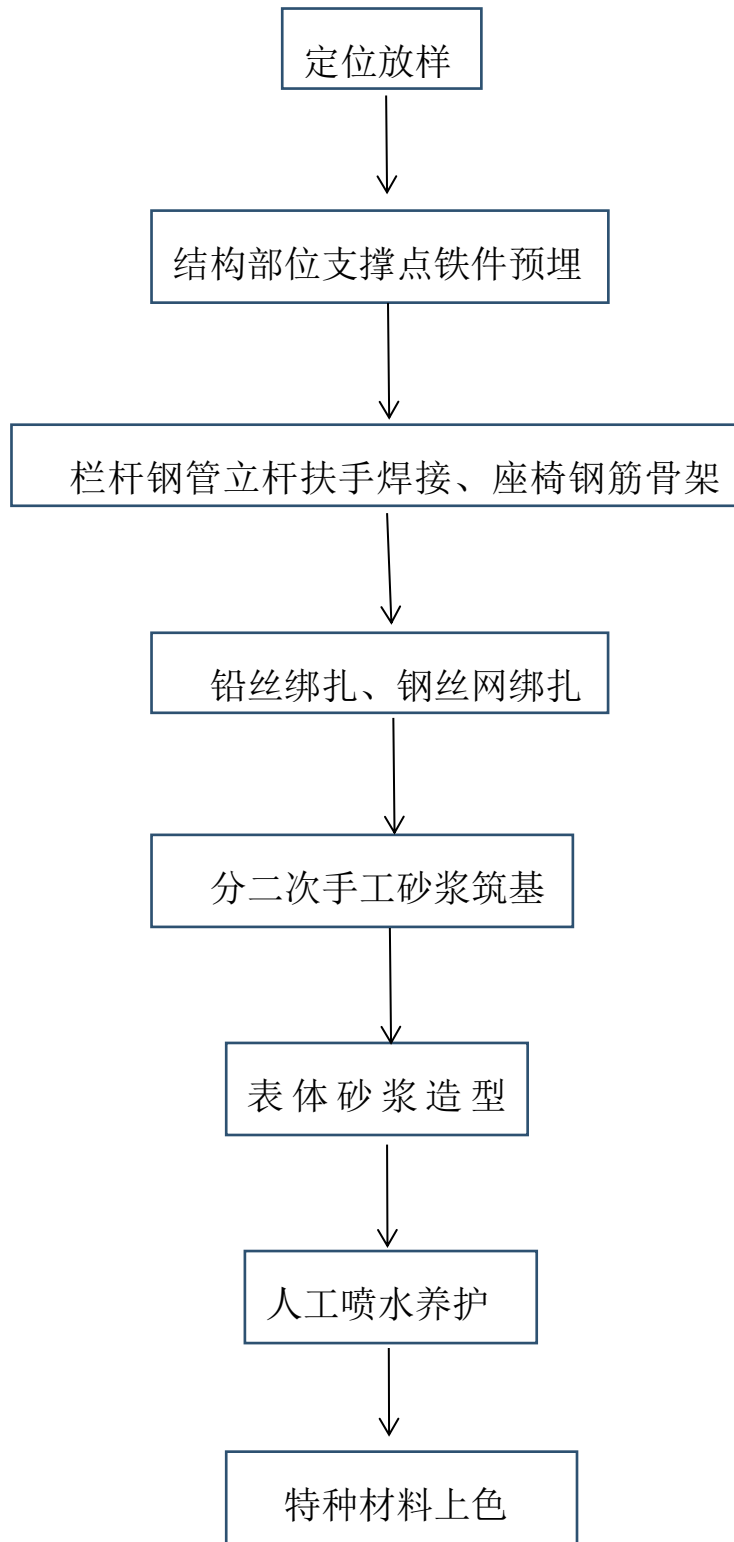 定位放样
结构部位支撑点铁件预埋
栏杆钢管立杆扶手焊接、座椅钢筋骨架
铅丝绑扎、钢丝网绑扎
分二次手工砂浆筑基
表体砂浆造型
人工喷水养护
特种材料上色